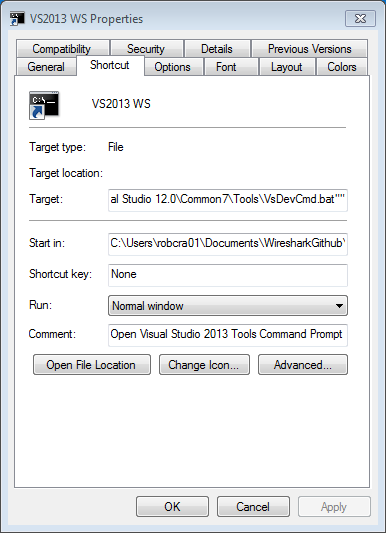 VS2013 WS Properties
Compatibility Security Details Previous Versions
General Shortcut Options Font Layout Colors
C:\
VS2013 WS
Target type: File
Target location:
Target: al Studio 12.0\Common7\Tools\VsDevCmd.bat""
Start in: C:\Users\robcra01\Documents\WiresharkGithub\
Shortcut key: None
Run: Normal window
Comment: Open Visual Studio 2013 Tools Command Prompt
Open File Location Change Icon... Advanced...
OK Cancel Apply